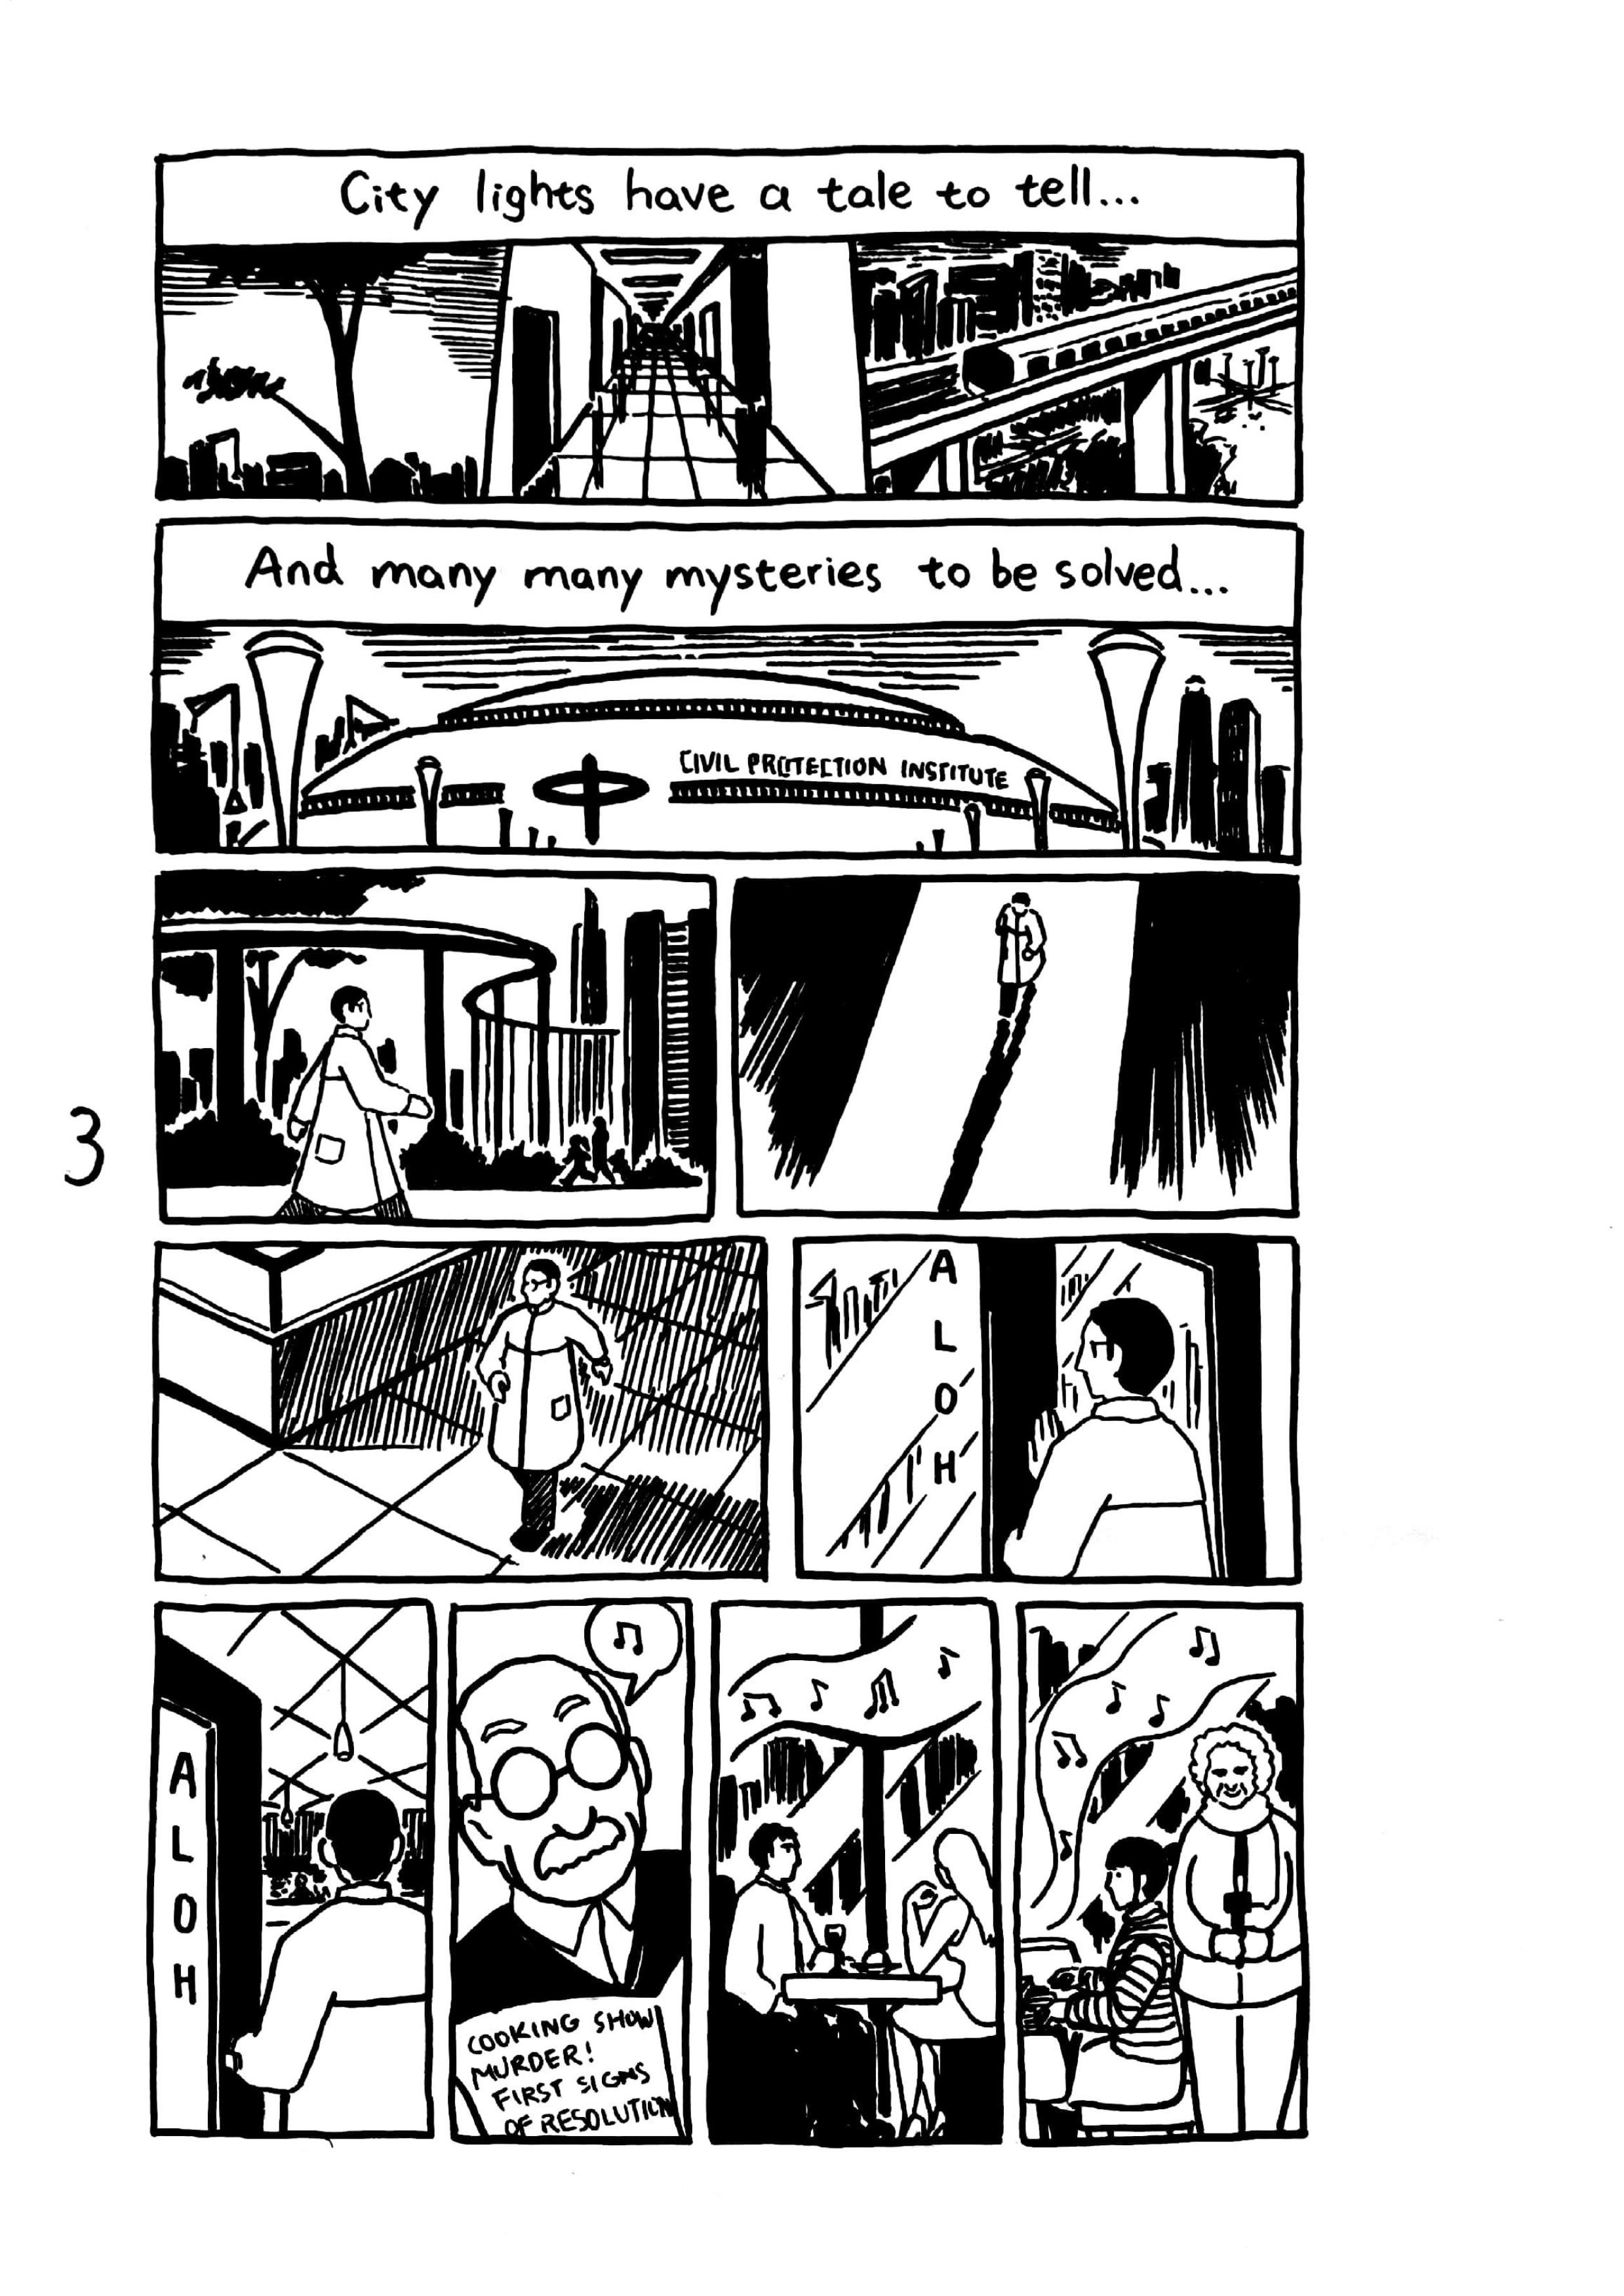 City lights have a tale to tell...
And many many mysteries to be solved...
CIVIL PROTECTION INSTITUTE
3
A
L
O
H
A
L
O
H
COOKING SHOW
MURDER!
FIRST SIGNS
OF RESOLUTION